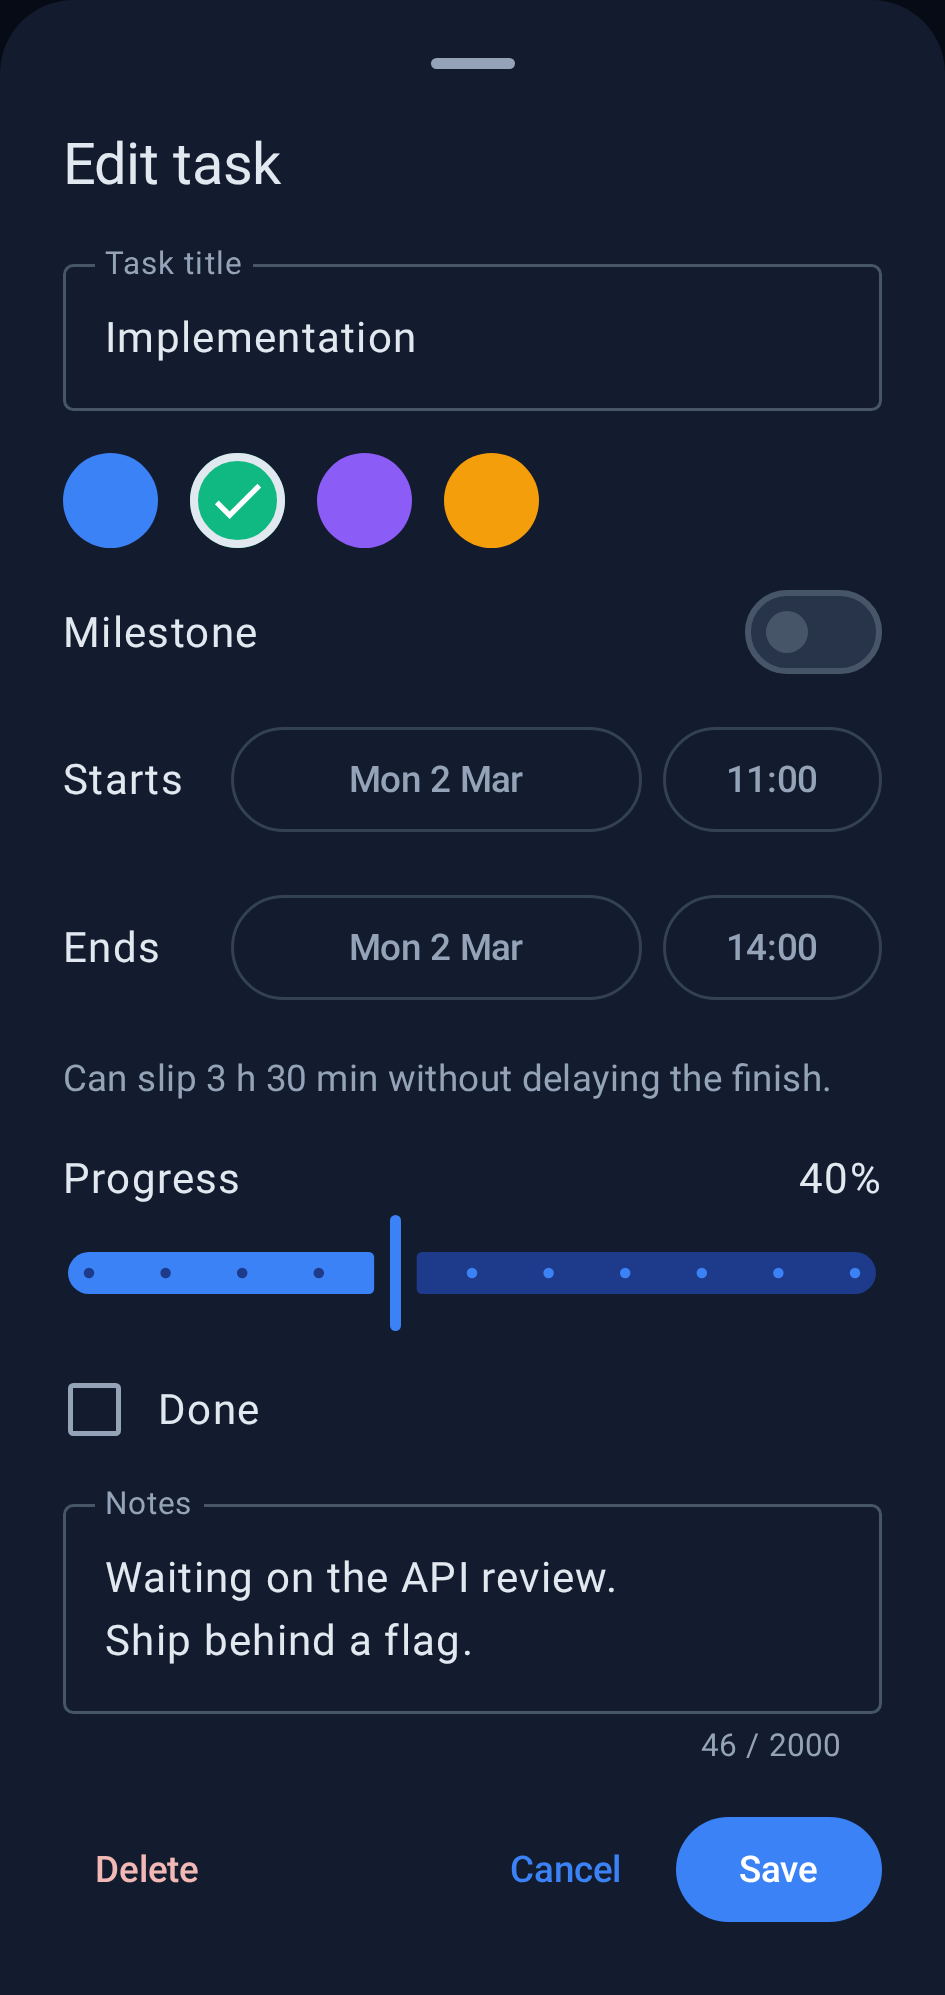 Edit task
Task title
Implementation
Milestone
Starts Mon 2 Mar 11:00
Ends Mon 2 Mar 14:00
Can slip 3 h 30 min without delaying the finish.
Progress 40%
Done
Notes
Waiting on the API review.
Ship behind a flag.
46 / 2000
Delete Cancel Save